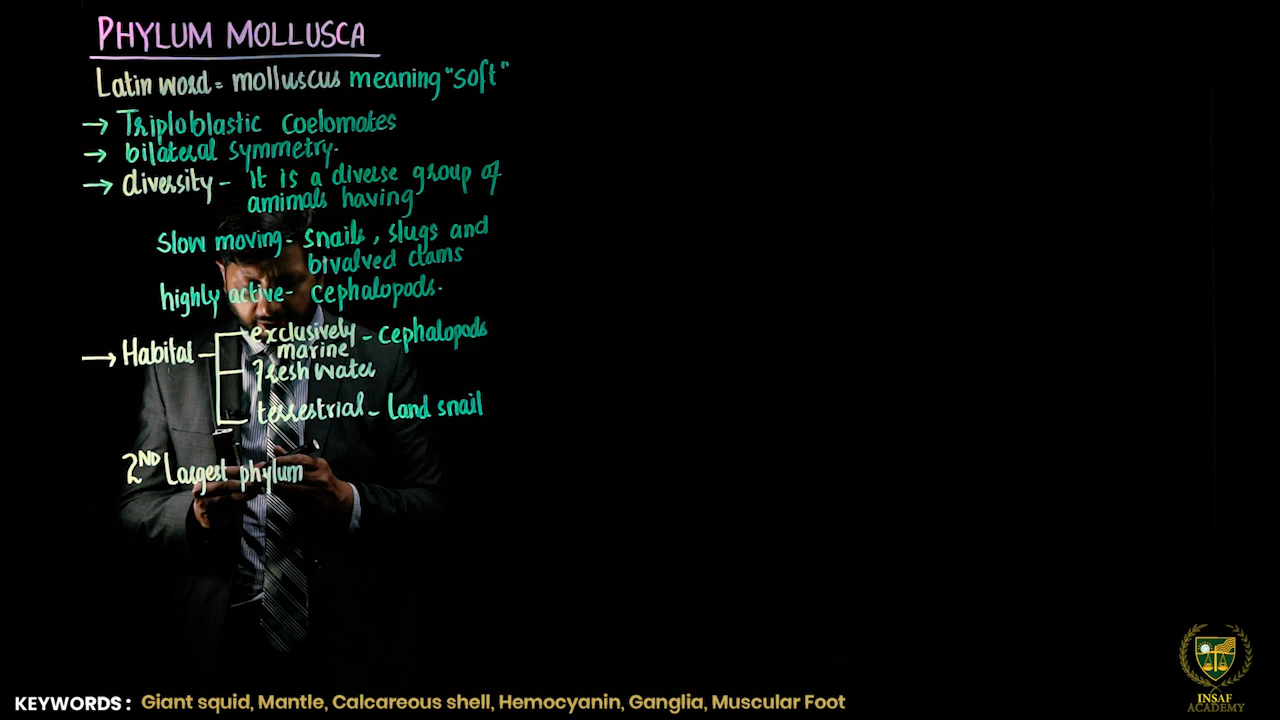 PHYLUM MOLLUSCA
Latin word = molluscus meaning "soft"
→ Triploblastic coelomates
→ bilateral symmetry.
→ diversity - it is a diverse group of
amimals having
slow moving - snails, slugs and
bivalved clams
highly active - cephalopods.
→ Habital
exclusively - cephalopods
marine
fresh water
terrestrial - land snail
2ND Largest phylum
KEYWORDS : Giant squid, Mantle, Calcareous shell, Hemocyanin, Ganglia, Muscular Foot
INSAF
ACADEMY